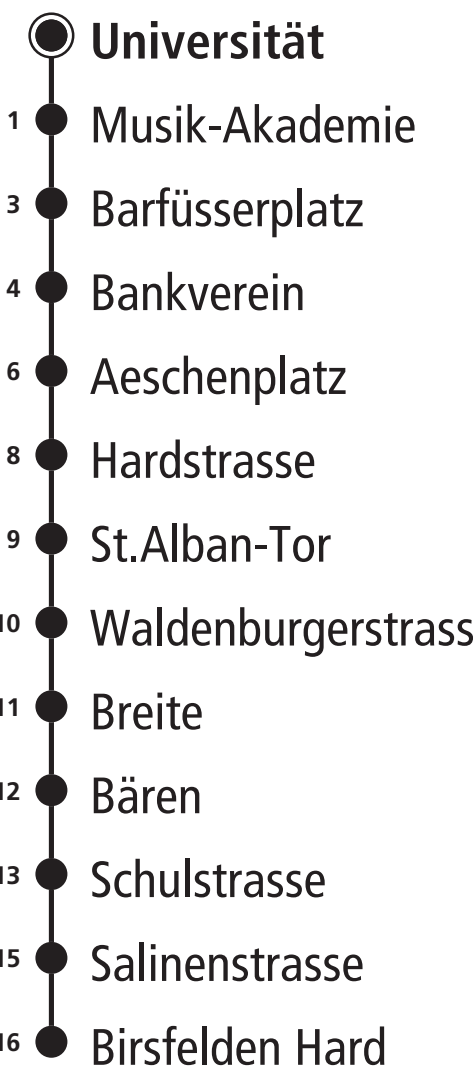 Universität
1 Musik-Akademie
3 Barfüsserplatz
4 Bankverein
6 Aeschenplatz
8 Hardstrasse
9 St.Alban-Tor
10 Waldenburgerstrass
11 Breite
12 Bären
13 Schulstrasse
15 Salinenstrasse
16 Birsfelden Hard